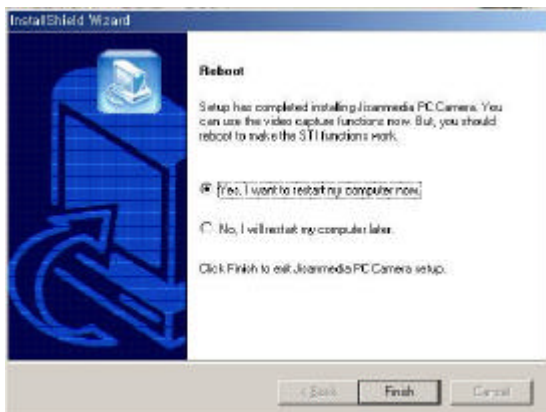 InstallShield Wizard
Reboot
Setup has completed installing Jisanmedia PC Camera. You
can use the video capture functions now. But, you should
reboot to make the STI functions work.
Yes, I want to restart my computer now.
No, I will restart my computer later.
Click Finish to exit Jisanmedia PC Camera setup.
< Back
Finish
Cancel